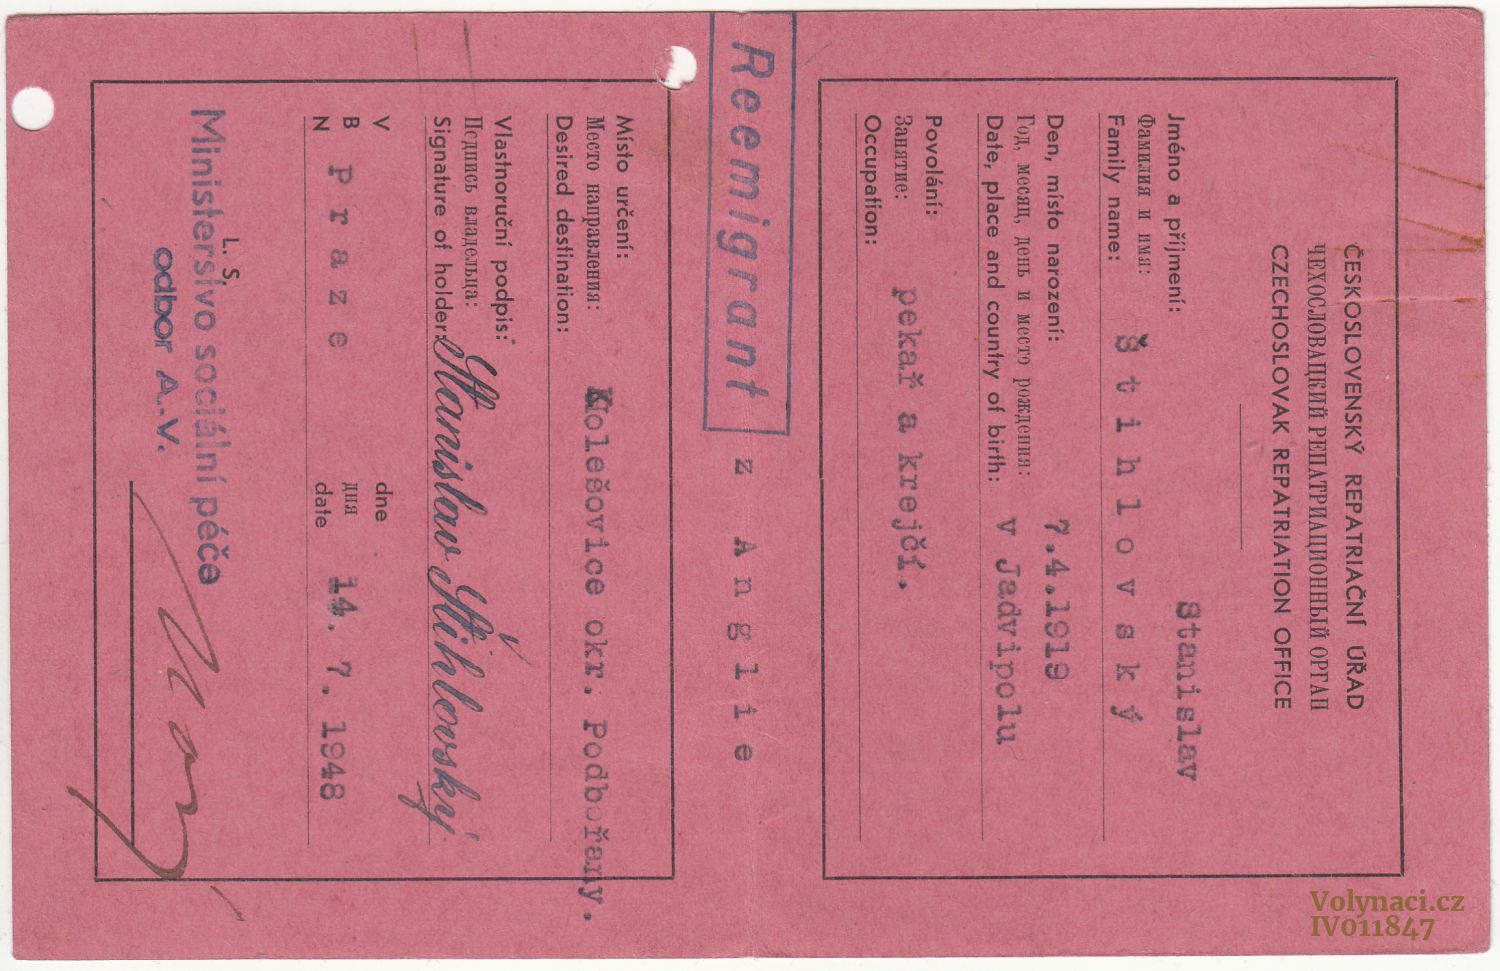 ČESKOSLOVENSKÝ REPATRIAČNÍ ÚŘAD
ЧЕХОСЛОВАЦКИЙ РЕПАТРИАЦИОННЫЙ ОРГАН
CZECHOSLOVAK REPATRIATION OFFICE
Stanislav
Jméno a příjmení:
Фамилия и имя:
Family name: Štihlovský
Den, místo narození: 7.4.1919
Год, месяц, день и место рождения:
Date, place and country of birth: v Jadvipolu
Povolání:
Занятие: pekař a krejčí.
Occupation:
Reemigrant z Anglie
Místo určení:
Место направления: Kolešovice okr. Podbořany.
Desired destination:
Vlastnoruční podpis:
Подпись владельца: Stanislav Štihlovský
Signature of holder:
V dne
В Praze дня 14. 7. 1948
N date
L. S.
Ministerstvo sociální péče
odbor A.-V.
Volynaci.cz
IV011847